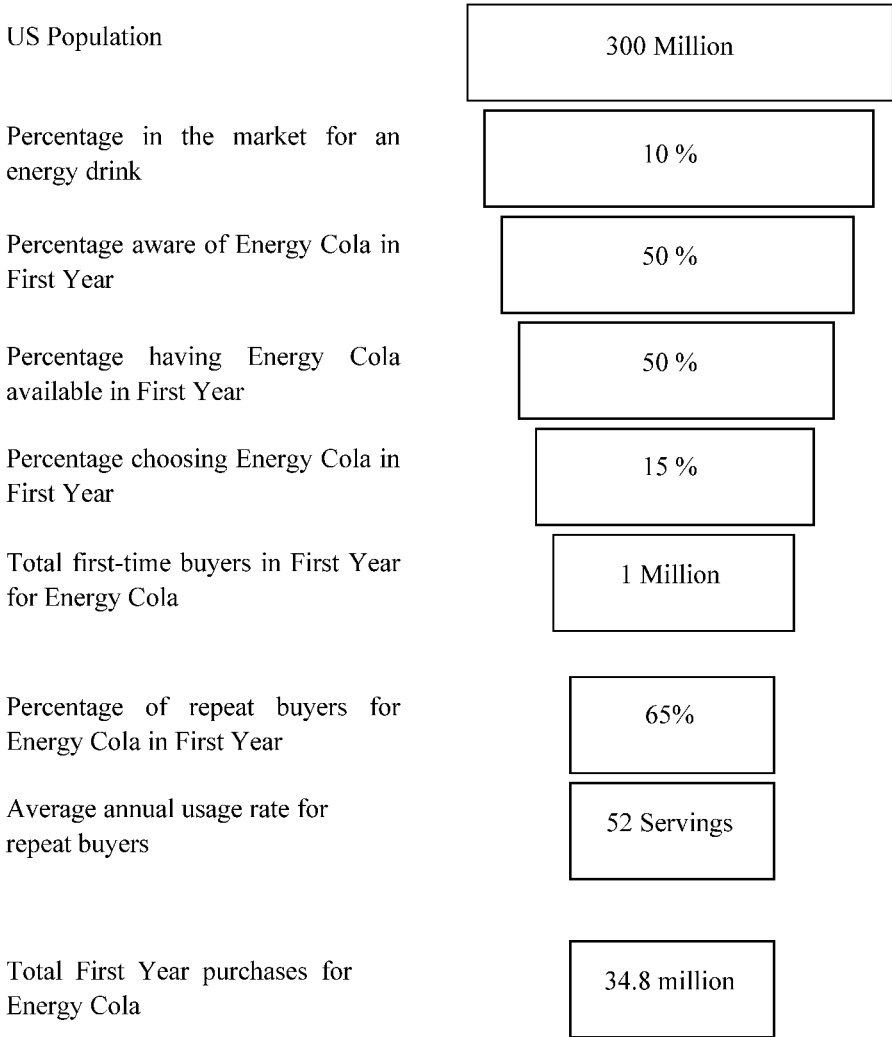 US Population
300 Million
Percentage in the market for an
energy drink
10 %
Percentage aware of Energy Cola in
First Year
50 %
Percentage having Energy Cola
available in First Year
50 %
Percentage choosing Energy Cola in
First Year
15 %
Total first-time buyers in First Year
for Energy Cola
1 Million
Percentage of repeat buyers for
Energy Cola in First Year
65%
Average annual usage rate for
repeat buyers
52 Servings
Total First Year purchases for
Energy Cola
34.8 million